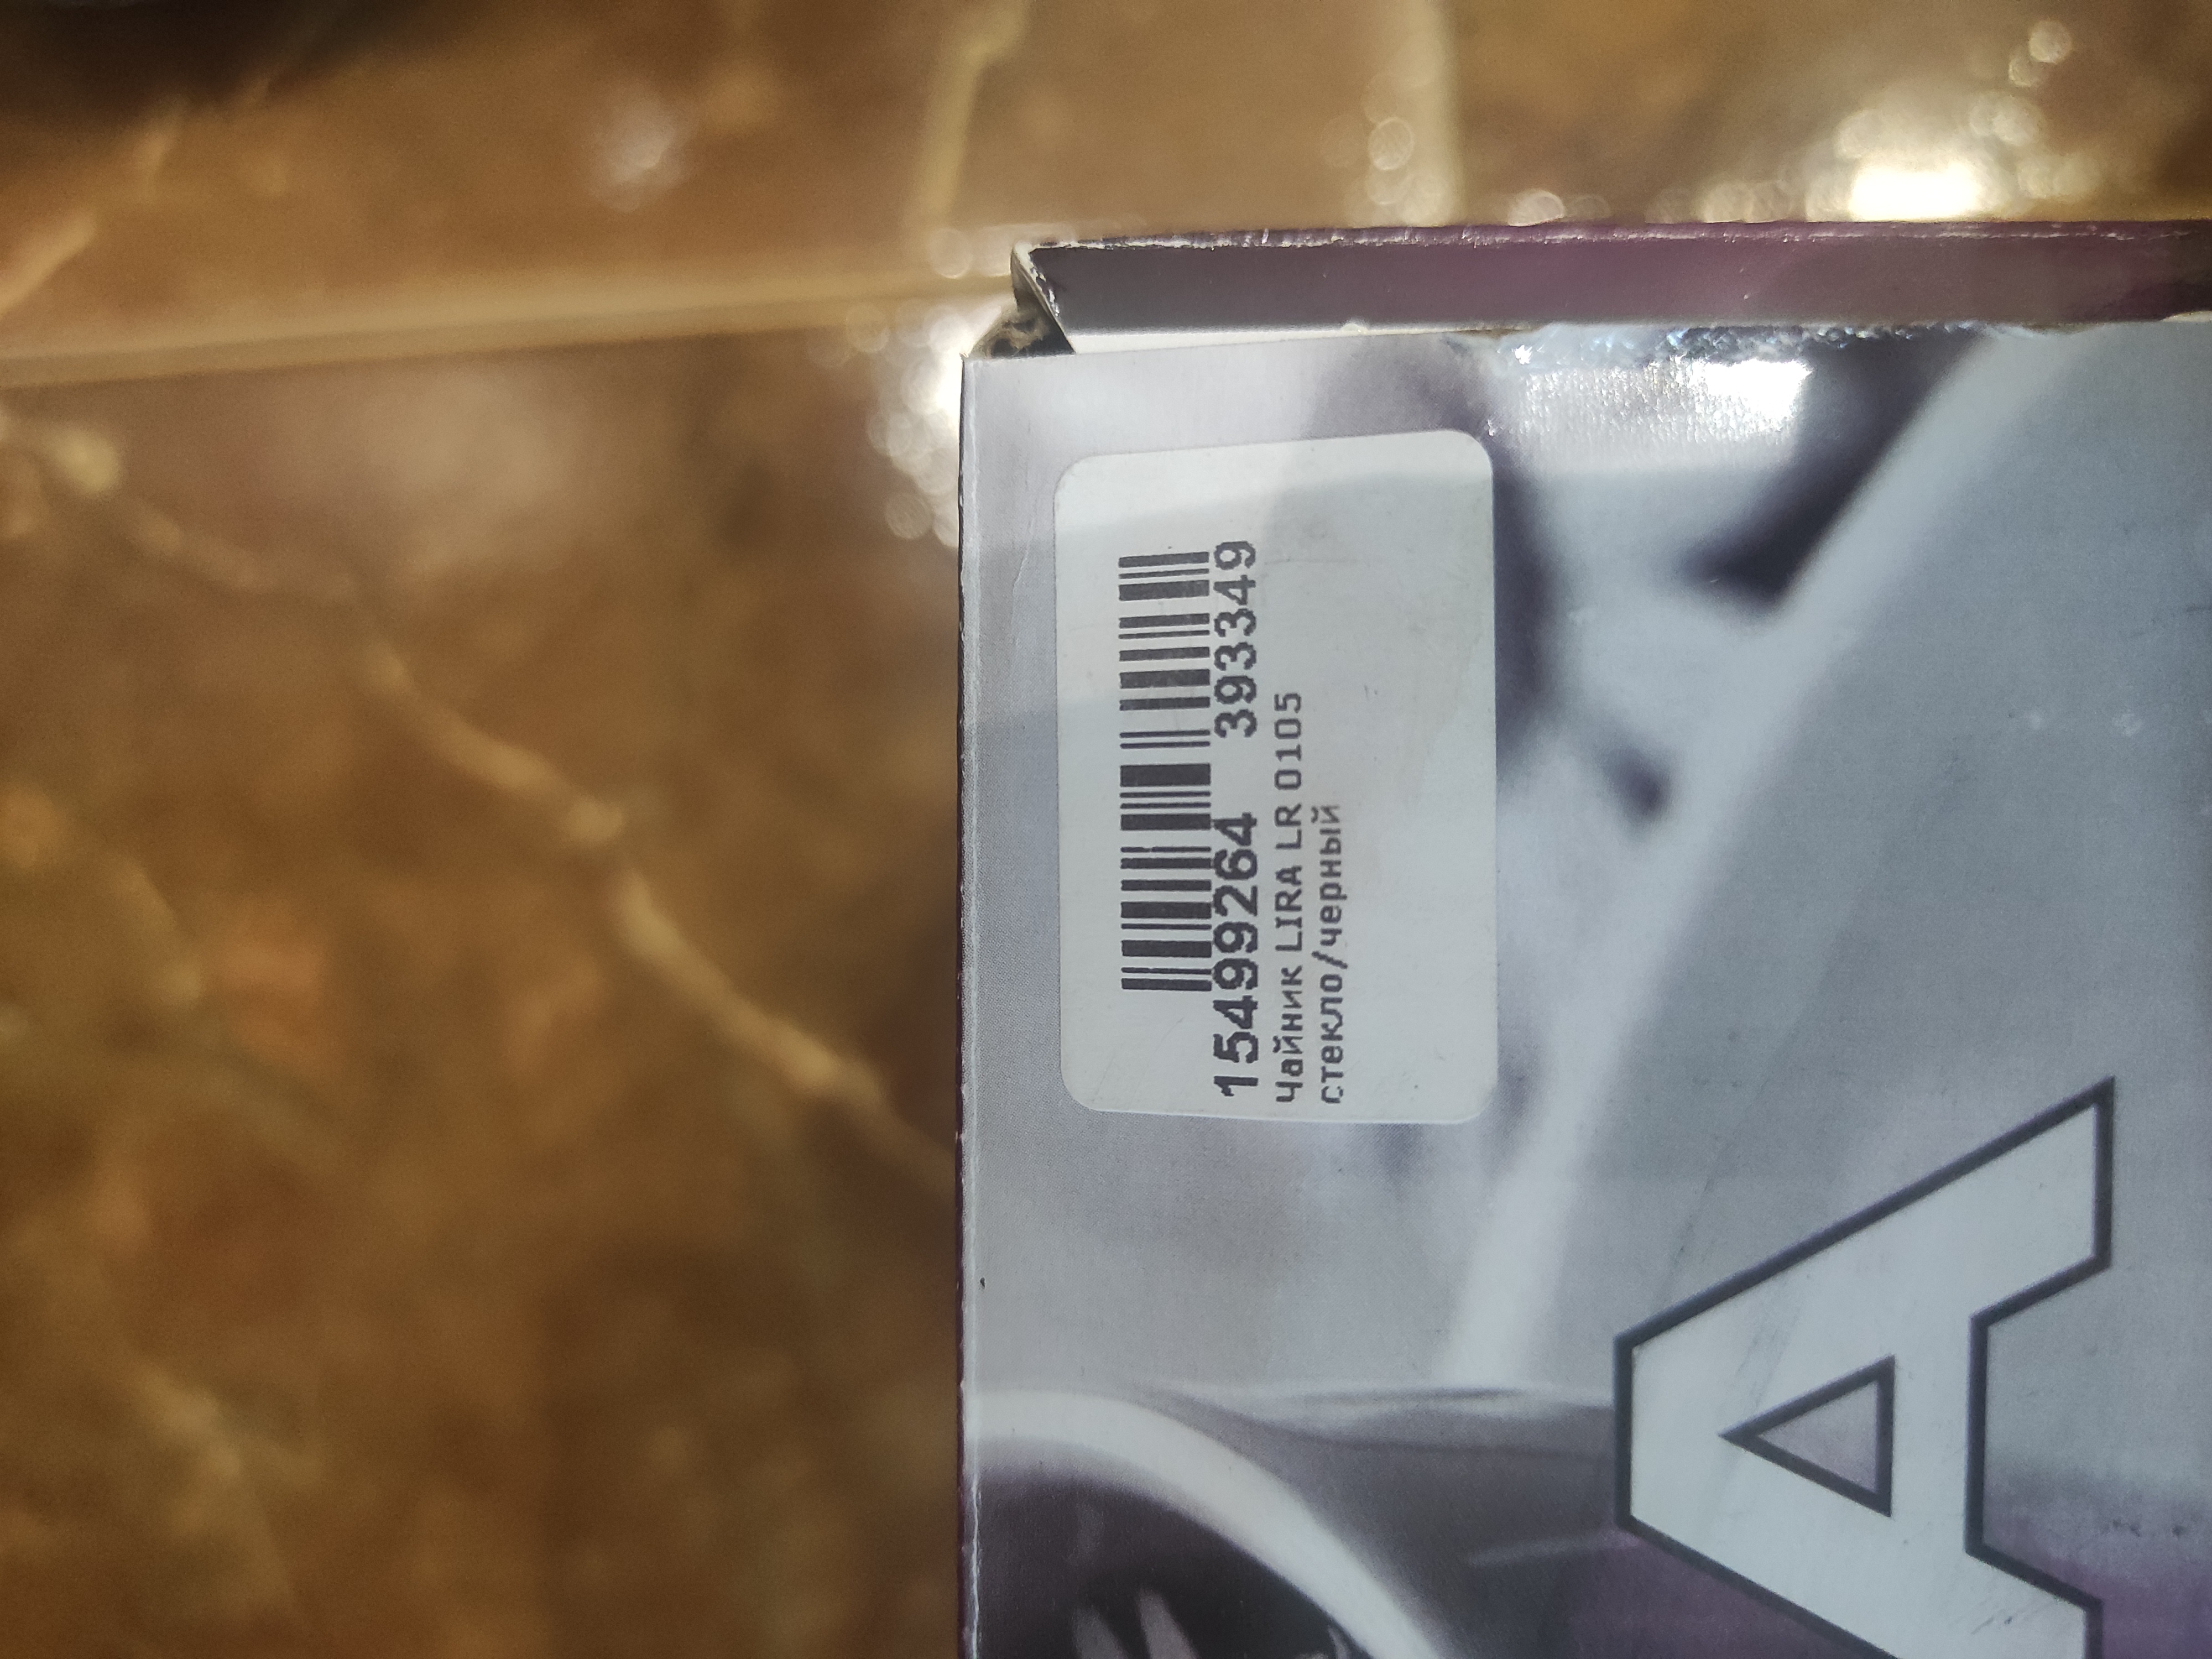 15499264 393349
Чайник LIRA LR 0105
стекло/черный
A